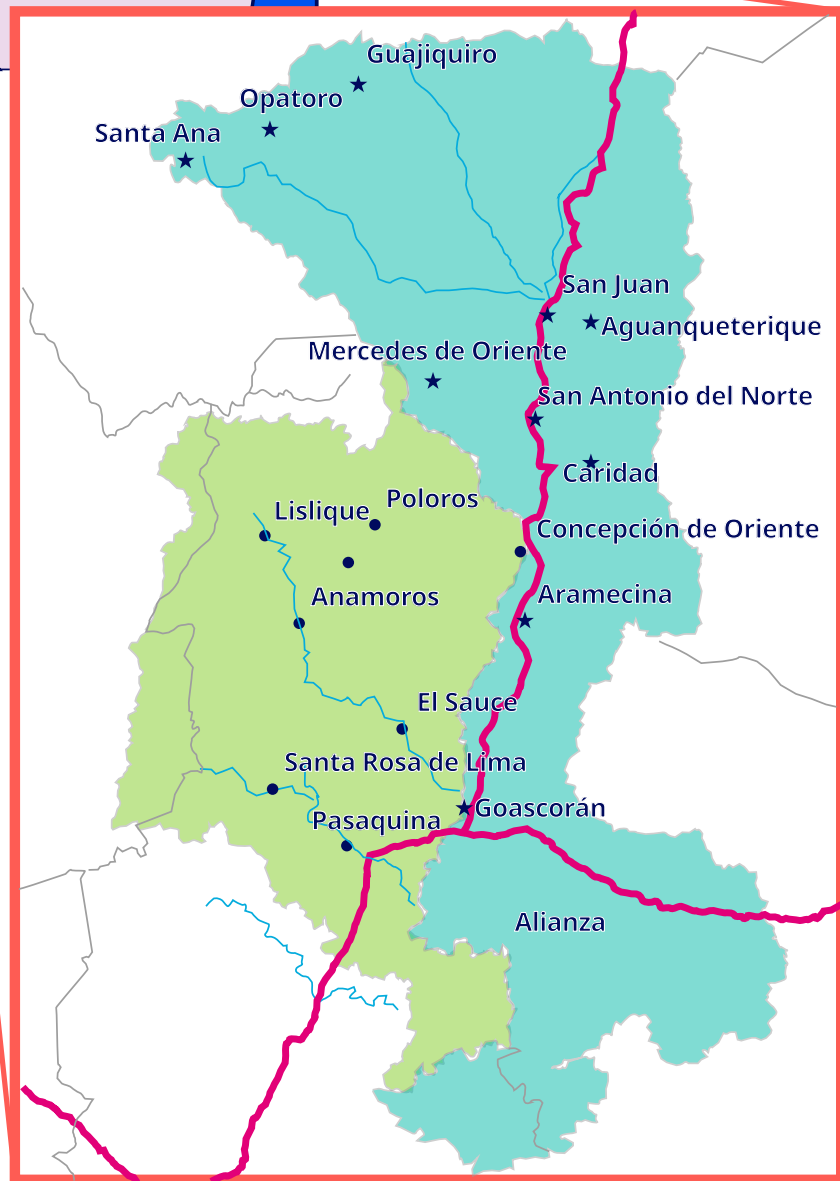 Guajiquiro
Opatoro
Santa Ana
San Juan
Aguanqueterique
Mercedes de Oriente
San Antonio del Norte
Caridad
Poloros
Lislique
Concepción de Oriente
Anamoros
Aramecina
El Sauce
Santa Rosa de Lima
Goascorán
Pasaquina
Alianza